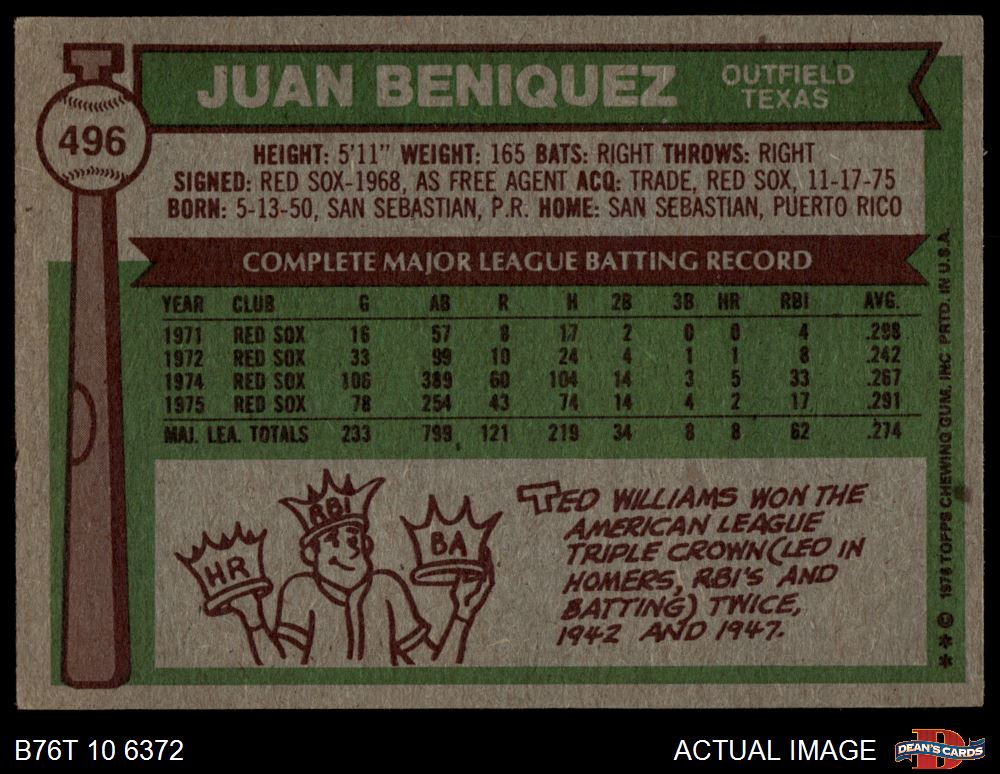 JUAN BENIQUEZ
OUTFIELD
TEXAS
496
HEIGHT: 5'11" WEIGHT: 165 BATS: RIGHT THROWS: RIGHT
SIGNED: RED SOX-1968, AS FREE AGENT ACQ: TRADE, RED SOX, 11-17-75
BORN: 5-13-50, SAN SEBASTIAN, P.R. HOME: SAN SEBASTIAN, PUERTO RICO
COMPLETE MAJOR LEAGUE BATTING RECORD
YEAR CLUB G AB R H 2B 3B HR RBI AVG.
1971 RED SOX 16 57 8 17 2 0 0 4 .298
1972 RED SOX 33 99 10 24 4 1 1 8 .242
1974 RED SOX 106 389 60 104 14 3 5 33 .267
1975 RED SOX 78 254 43 74 14 4 2 17 .291
MAJ. LEA. TOTALS 233 799 121 219 34 8 8 62 .274
HR
RBI
BA
TED WILLIAMS WON THE
AMERICAN LEAGUE
TRIPLE CROWN (LED IN
HOMERS, RBI'S AND
BATTING) TWICE,
1942 AND 1947.
** © 1976 TOPPS CHEWING GUM, INC. PRTD. IN U.S.A.
B76T 10 6372
ACTUAL IMAGE
D
DEAN'S CARDS